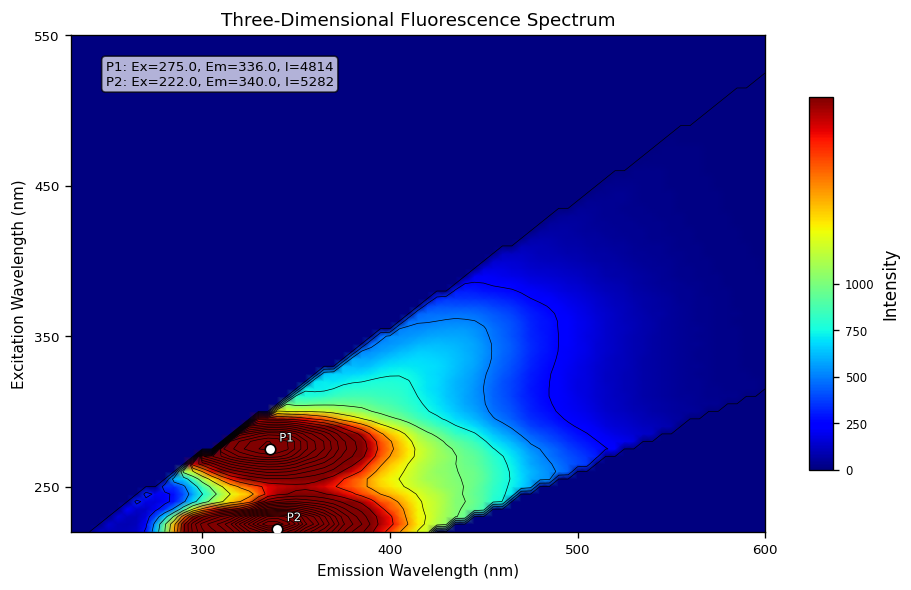 Three-Dimensional Fluorescence Spectrum
550
450
350
250
Excitation Wavelength (nm)
P1: Ex=275.0, Em=336.0, I=4814
P2: Ex=222.0, Em=340.0, I=5282
P1
P2
300
400
500
600
Emission Wavelength (nm)
1000
750
500
250
0
Intensity